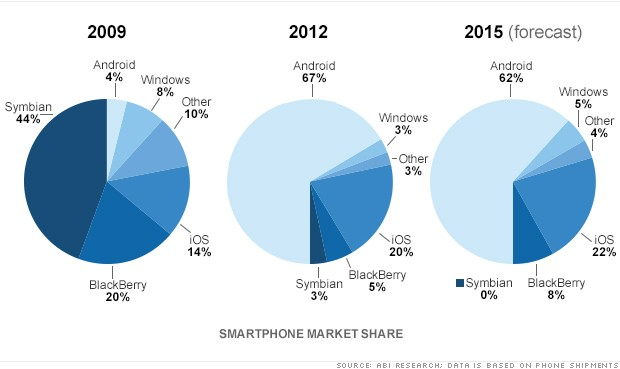 2009
Android
4%
Windows
8%
Other
10%
Symbian
44%
iOS
14%
BlackBerry
20%
2012
Android
67%
Windows
3%
Other
3%
iOS
20%
BlackBerry
5%
Symbian
3%
2015 (forecast)
Android
62%
Windows
5%
Other
4%
iOS
22%
BlackBerry
8%
Symbian
0%
SMARTPHONE MARKET SHARE
SOURCE: ABI RESEARCH; DATA IS BASED ON PHONE SHIPMENTS